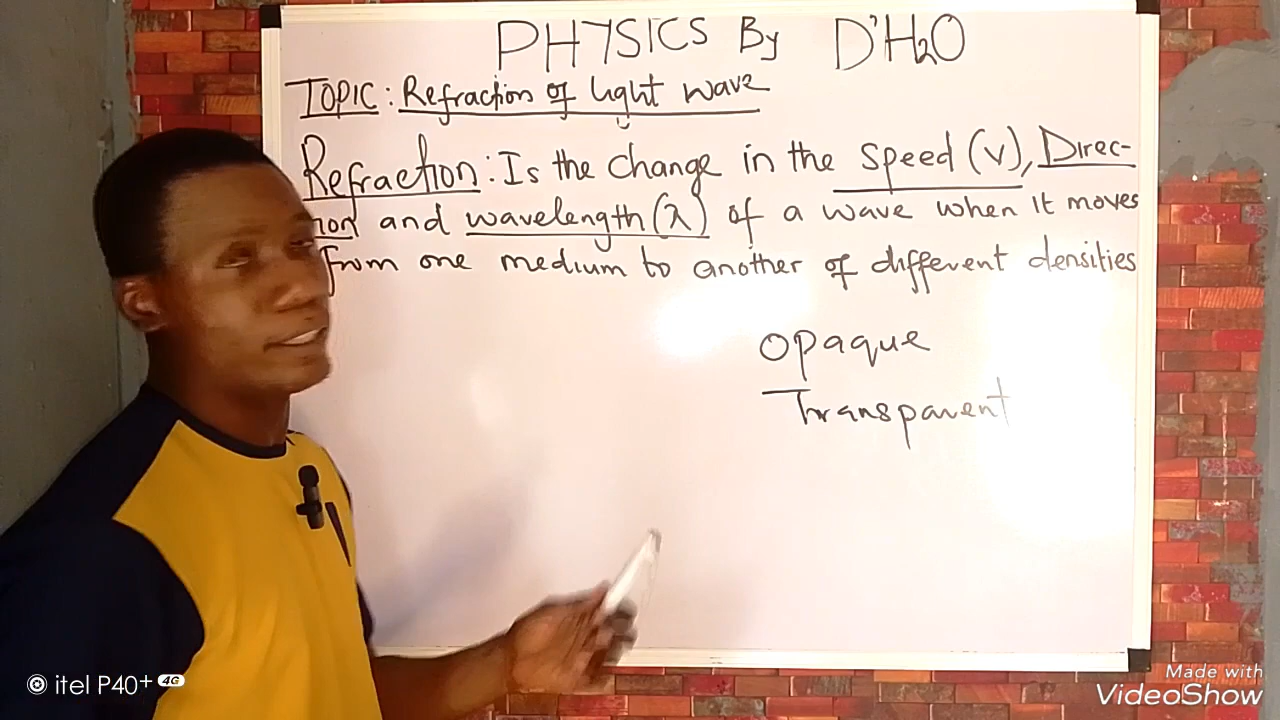 PHYSICS By D'H₂O
TOPIC: Refraction of light wave
Refraction: Is the change in the speed (v), Direc-
tion and wavelength (λ) of a wave when it moves
from one medium to another of different densities
Opaque
Transparent
itel P40+ 4G
Made with
VideoShow